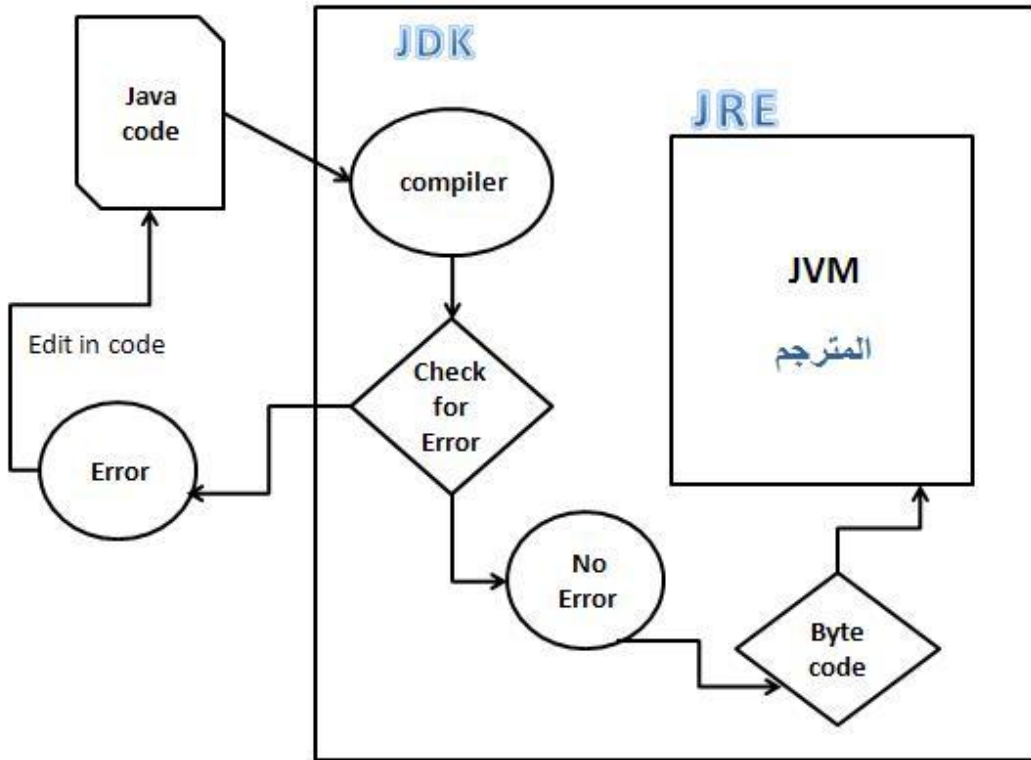 JDK
Java
code
JRE
compiler
JVM
المترجم
Edit in code
Check
for
Error
Error
No
Error
Byte
code